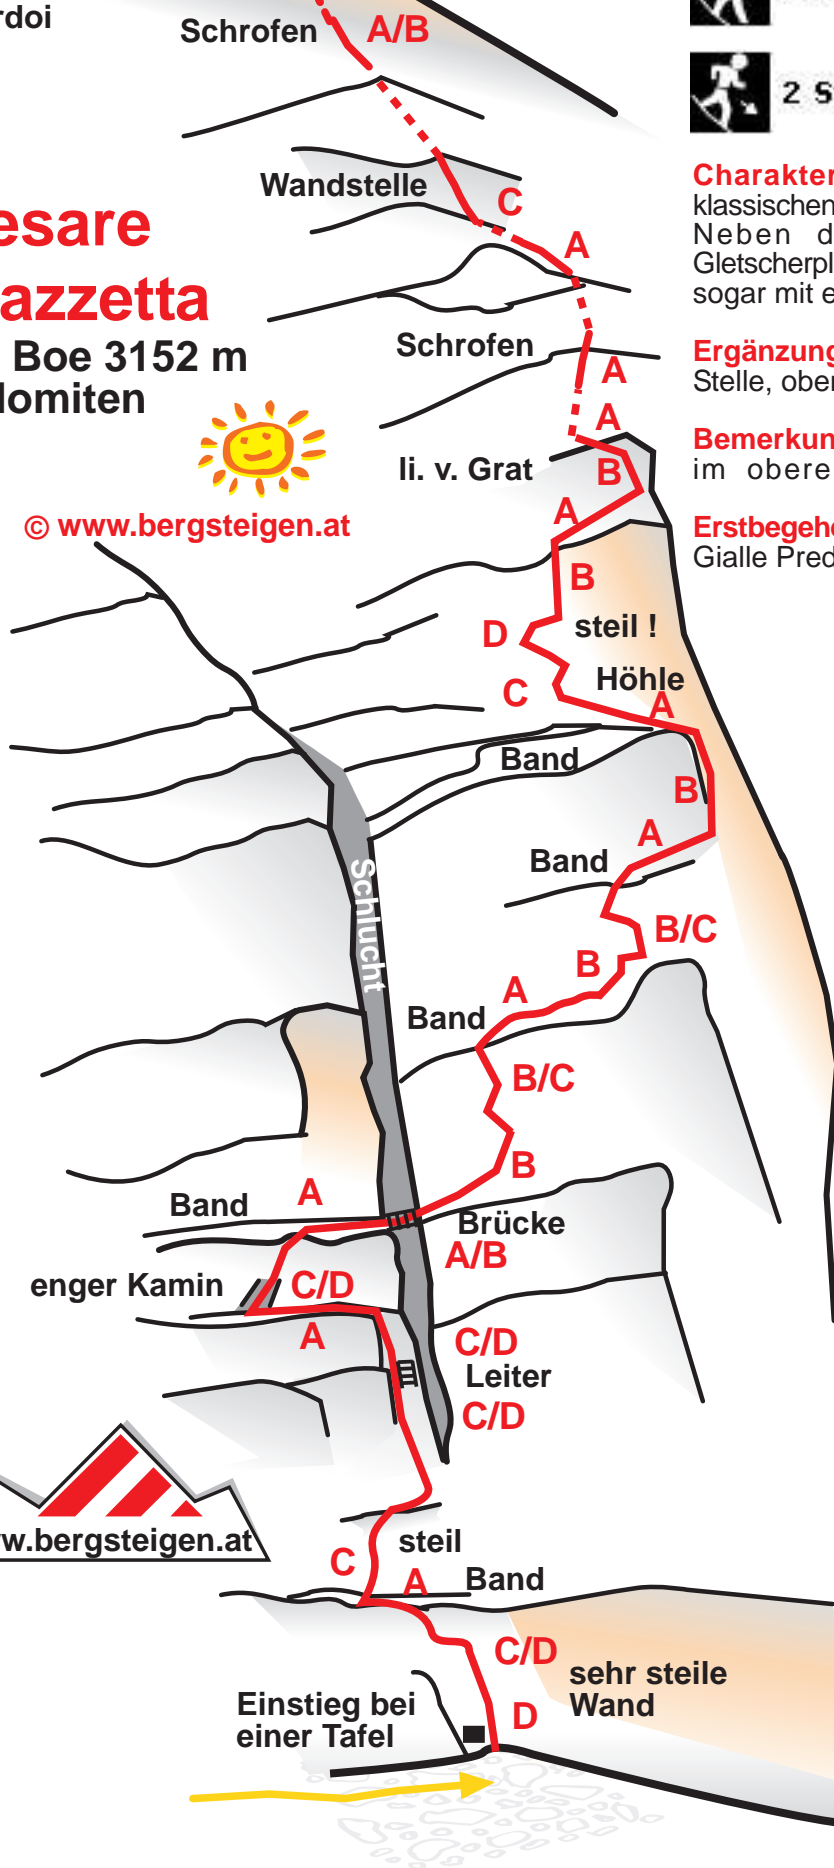 rdoi
Schrofen
A/B
2 S
Wandstelle
C
Charakter
klassischen
Neben d
Gletscherpl
sogar mit e
esare
azzetta
Boe 3152 m
lomiten
A
Schrofen
A
Ergänzung
Stelle, ober
A
li. v. Grat
B
Bemerkun
im obere
A
© www.bergsteigen.at
Erstbegeh
Gialle Pred
B
D
steil !
C
Höhle
A
Band
B
A
Band
Schlucht
B/C
B
A
Band
B/C
B
Band
A
Brücke
A/B
enger Kamin
C/D
A
C/D
Leiter
C/D
w.bergsteigen.at
steil
C
A
Band
C/D
sehr steile
Wand
Einstieg bei
einer Tafel
D